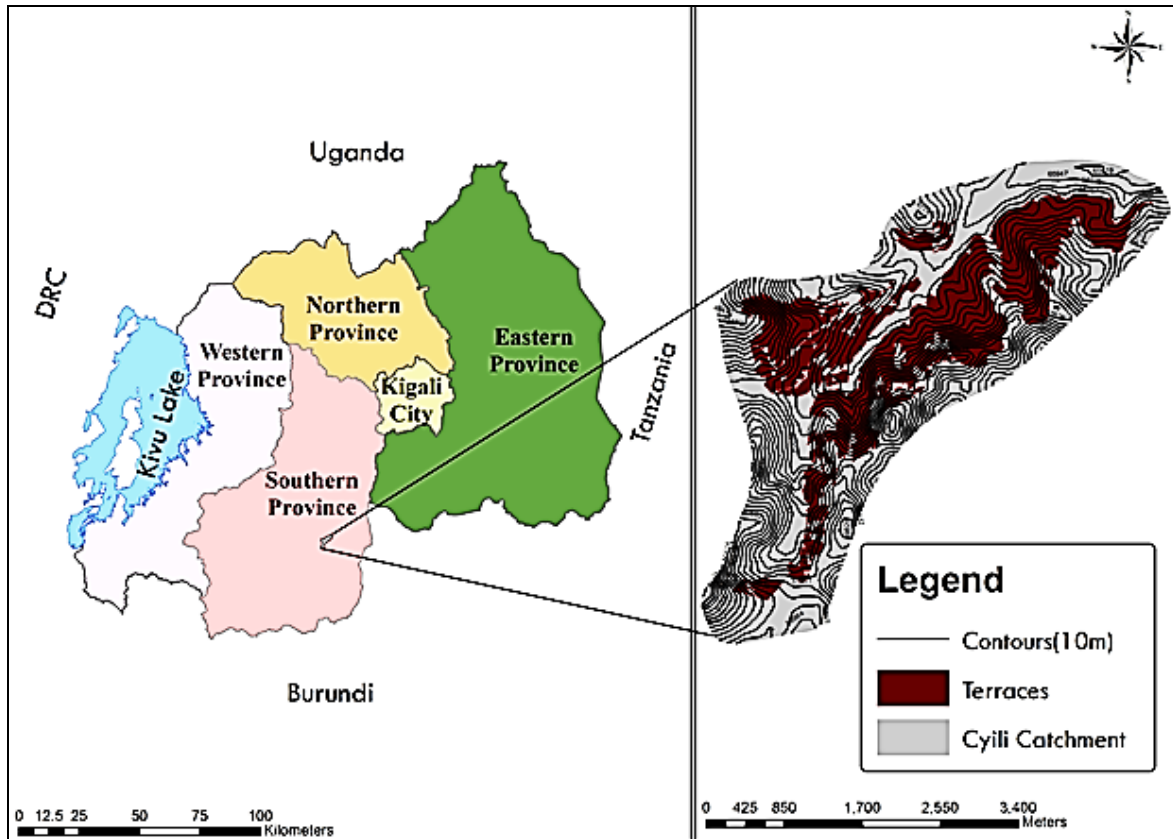 Uganda
DRC
Northern
Province
Eastern
Province
Western
Province
Kigali
City
Kivu Lake
Tanzania
Southern
Province
Burundi
0 12.5 25 50 75 100
Kilometers
Legend
Contours(10m)
Terraces
Cyili Catchment
0 425 850 1,700 2,550 3.400
Meters